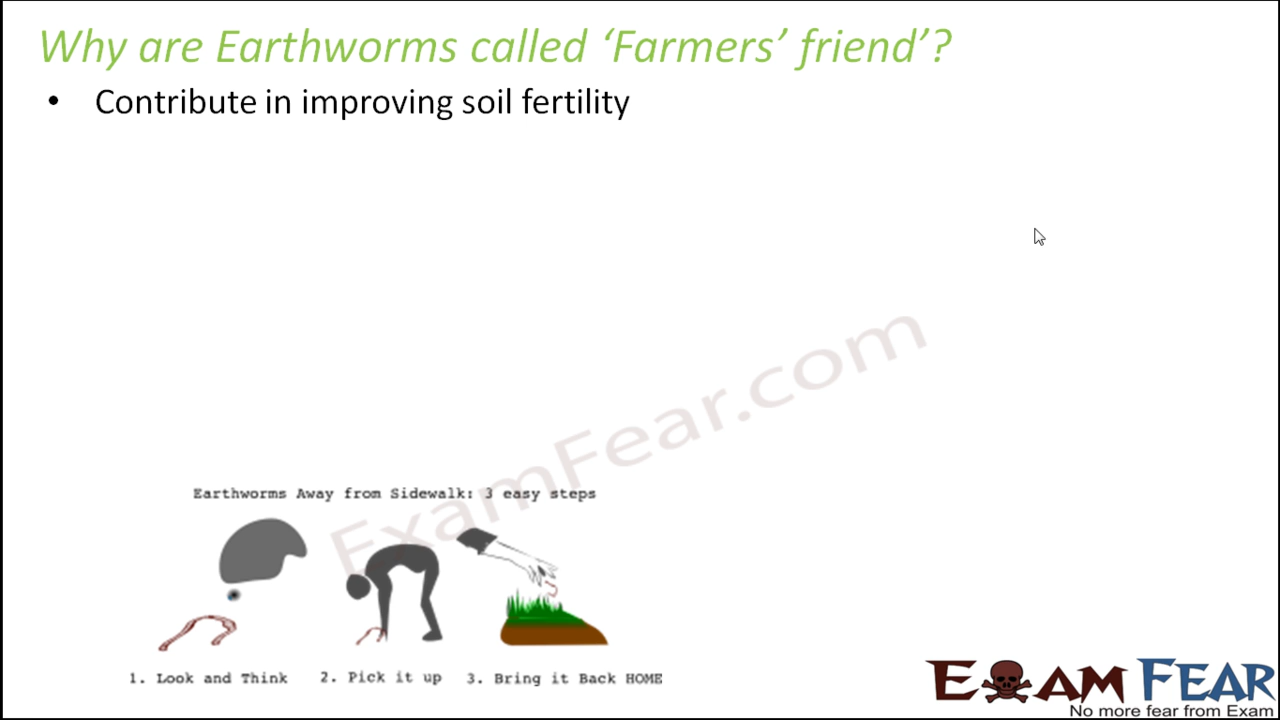 Why are Earthworms called ‘Farmers’ friend’?
• Contribute in improving soil fertility
ExamFear.com
Earthworms Away from Sidewalk: 3 easy steps
1. Look and Think
2. Pick it up
3. Bring it Back HOME
EXAM FEAR
No more fear from Exam